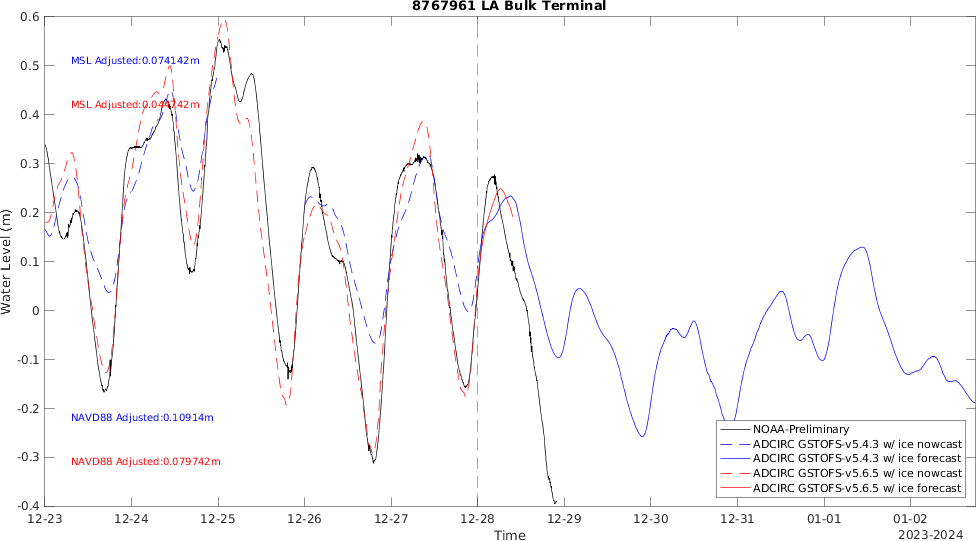 8767961 LA Bulk Terminal
0.6
0.5
0.4
0.3
0.2
0.1
0
-0.1
-0.2
-0.3
-0.4
Water Level (m)
MSL Adjusted:0.074142m
MSL Adjusted:0.044742m
NAVD88 Adjusted:0.10914m
NAVD88 Adjusted:0.079742m
NOAA-Preliminary
ADCIRC GSTOFS-v5.4.3 w/ ice nowcast
ADCIRC GSTOFS-v5.4.3 w/ ice forecast
ADCIRC GSTOFS-v5.6.5 w/ ice nowcast
ADCIRC GSTOFS-v5.6.5 w/ ice forecast
12-23 12-24 12-25 12-26 12-27 12-28 12-29 12-30 12-31 01-01 01-02
Time
2023-2024